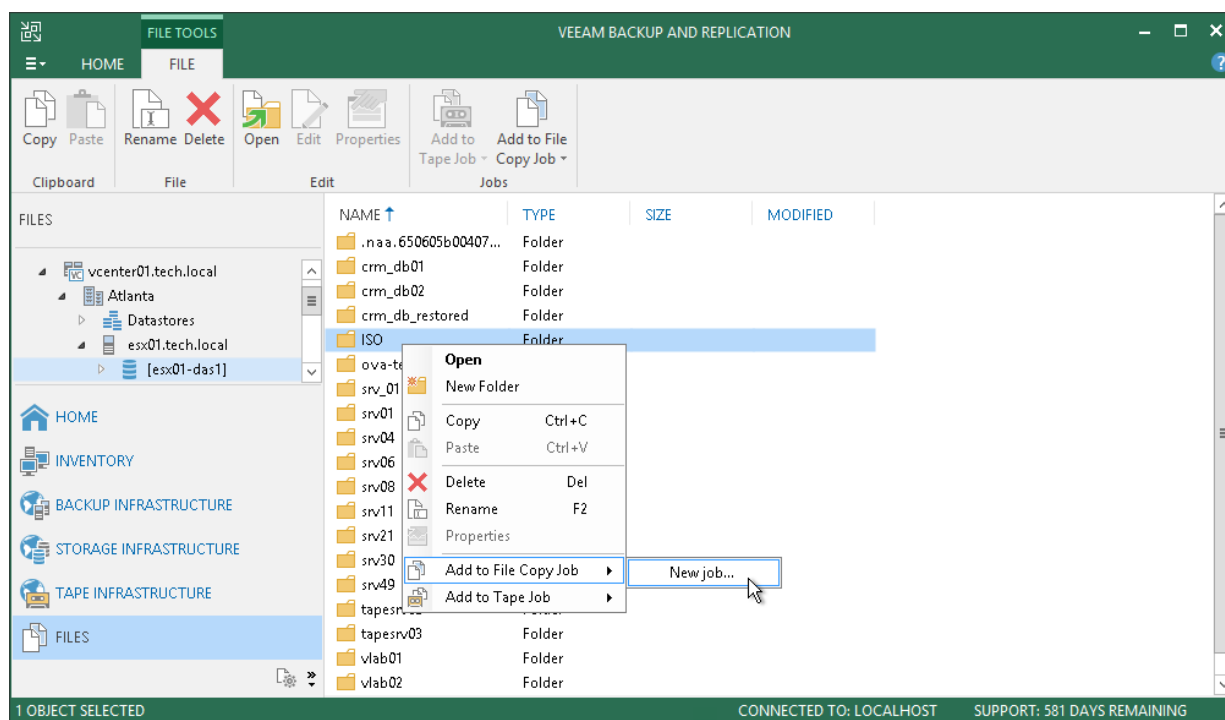 FILE TOOLS
VEEAM BACKUP AND REPLICATION
HOME FILE
?
Copy Paste Rename Delete Open Edit Properties Add to Tape Job Add to File Copy Job
Clipboard File Edit Jobs
FILES
vcenter01.tech.local
Atlanta
Datastores
esx01.tech.local
[esx01-das1]
HOME
INVENTORY
BACKUP INFRASTRUCTURE
STORAGE INFRASTRUCTURE
TAPE INFRASTRUCTURE
FILES
NAME TYPE SIZE MODIFIED
.naa.650605b00407... Folder
crm_db01 Folder
crm_db02 Folder
crm_db_restored Folder
ISO Folder
ova-te
srv_01
srv01
srv04
srv06
srv08
srv11
srv21
srv30
srv49
tapesrv02
tapesrv03 Folder
vlab01 Folder
vlab02 Folder
Open
New Folder
Copy Ctrl+C
Paste Ctrl+V
Delete Del
Rename F2
Properties
Add to File Copy Job
Add to Tape Job
New job...
1 OBJECT SELECTED
CONNECTED TO: LOCALHOST SUPPORT: 581 DAYS REMAINING